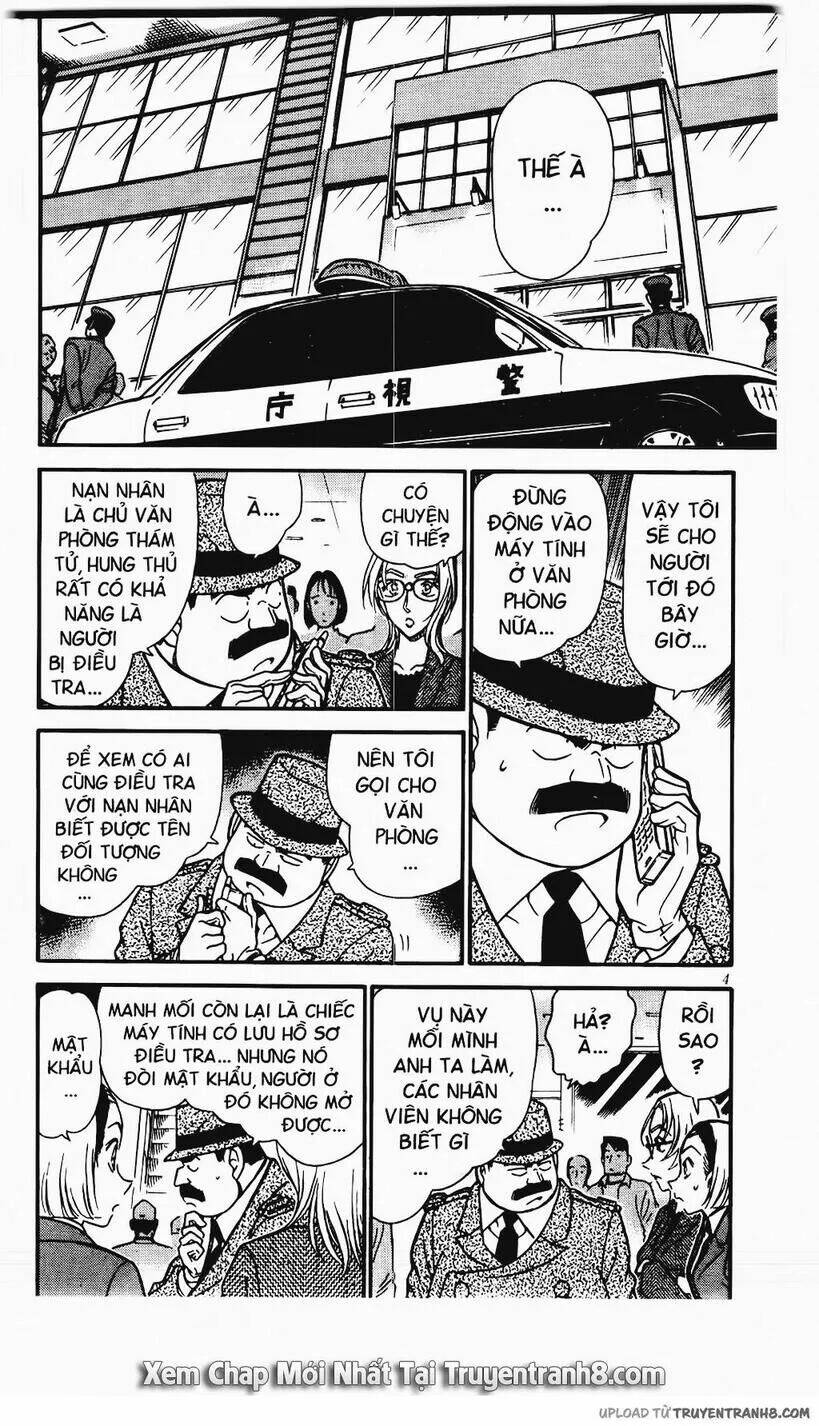 THẾ À
...
庁視警
VẬY TÔI
SẼ CHO
NGƯỜI
TỚI ĐÓ
BÂY
GIỜ...
ĐỪNG
ĐỘNG VÀO
MÁY TÍNH
Ở VĂN
PHÒNG
NỮA...
CÓ
CHUYỆN
GÌ THẾ?
À...
NẠN NHÂN
LÀ CHỦ VĂN
PHÒNG THÁM
TỬ, HUNG THỦ
RẤT CÓ KHẢ
NĂNG LÀ
NGƯỜI
BỊ ĐIỀU
TRA...
NÊN TÔI
GỌI CHO
VĂN
PHÒNG
...
ĐỂ XEM CÓ AI
CÙNG ĐIỀU TRA
VỚI NẠN NHÂN
BIẾT ĐƯỢC TÊN
ĐỐI TƯỢNG
KHÔNG
...
4
RỒI
SAO
?
HẢ?
À...
VỤ NÀY
MỖI MÌNH
ANH TA LÀM,
CÁC NHÂN
VIÊN KHÔNG
BIẾT GÌ
...
MANH MỐI CÒN LẠI LÀ CHIẾC
MÁY TÍNH CÓ LƯU HỒ SƠ
ĐIỀU TRA... NHƯNG NÓ
ĐÒI MẬT KHẨU, NGƯỜI Ở
ĐÓ KHÔNG MỞ
ĐƯỢC...
MẬT
KHẨU
...
Xem Chap Mới Nhất Tại Truyentranh8.com
UPLOAD TỪ TRUYENTRANH8.COM